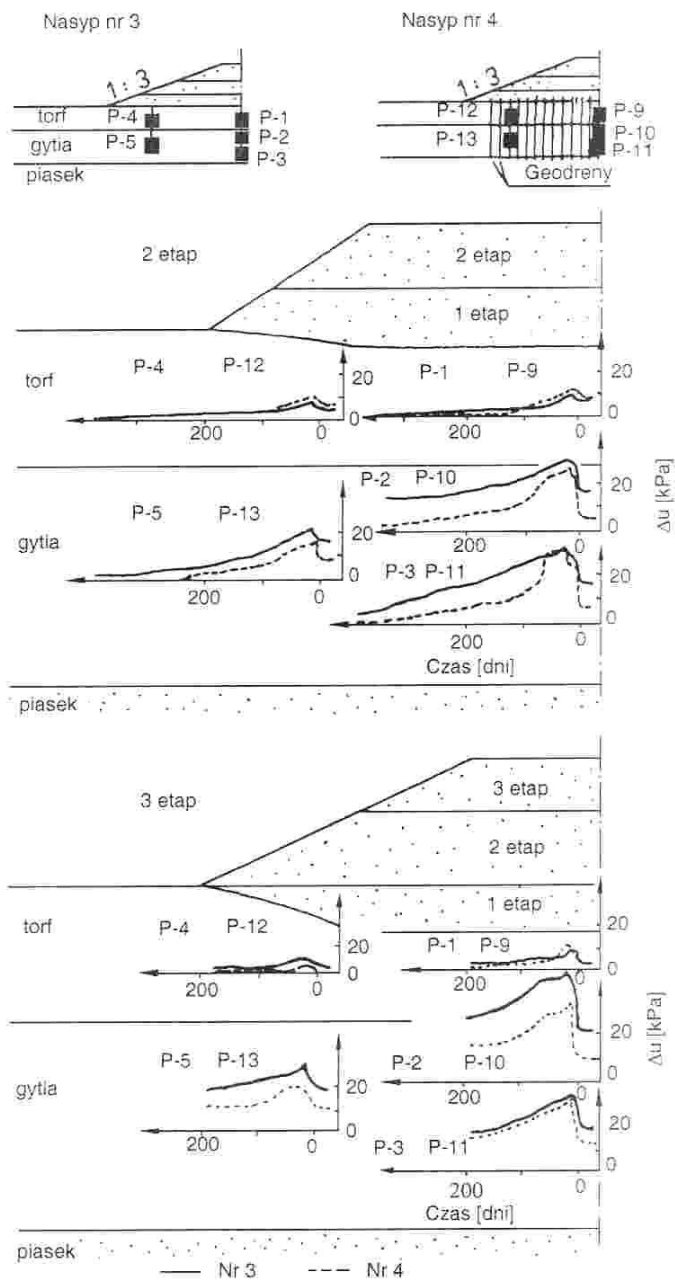 Nasyp nr 3
Nasyp nr 4
1:3
torf
P-4
P-1
gytia
P-5
P-2
P-3
piasek
1:3
P-12
P-9
P-13
P-10
P-11
Geodreny
2 etap
2 etap
1 etap
torf
P-4 P-12
20
0
200 0
P-1 P-9
20
0
200 0
P-2 P-10
20
0
200 0
Δu [kPa]
gytia
P-5 P-13
20
0
200 0
P-3 P-11
20
0
200 0
Czas [dni]
piasek
3 etap
3 etap
2 etap
1 etap
torf
P-4 P-12
20
0
200 0
P-1 P-9
20
0
200 0
P-2 P-10
40
20
0
200 0
Δu [kPa]
gytia
P-5 P-13
20
0
200 0
P-3 P-11
20
0
200 0
Czas [dni]
piasek
Nr 3 Nr 4